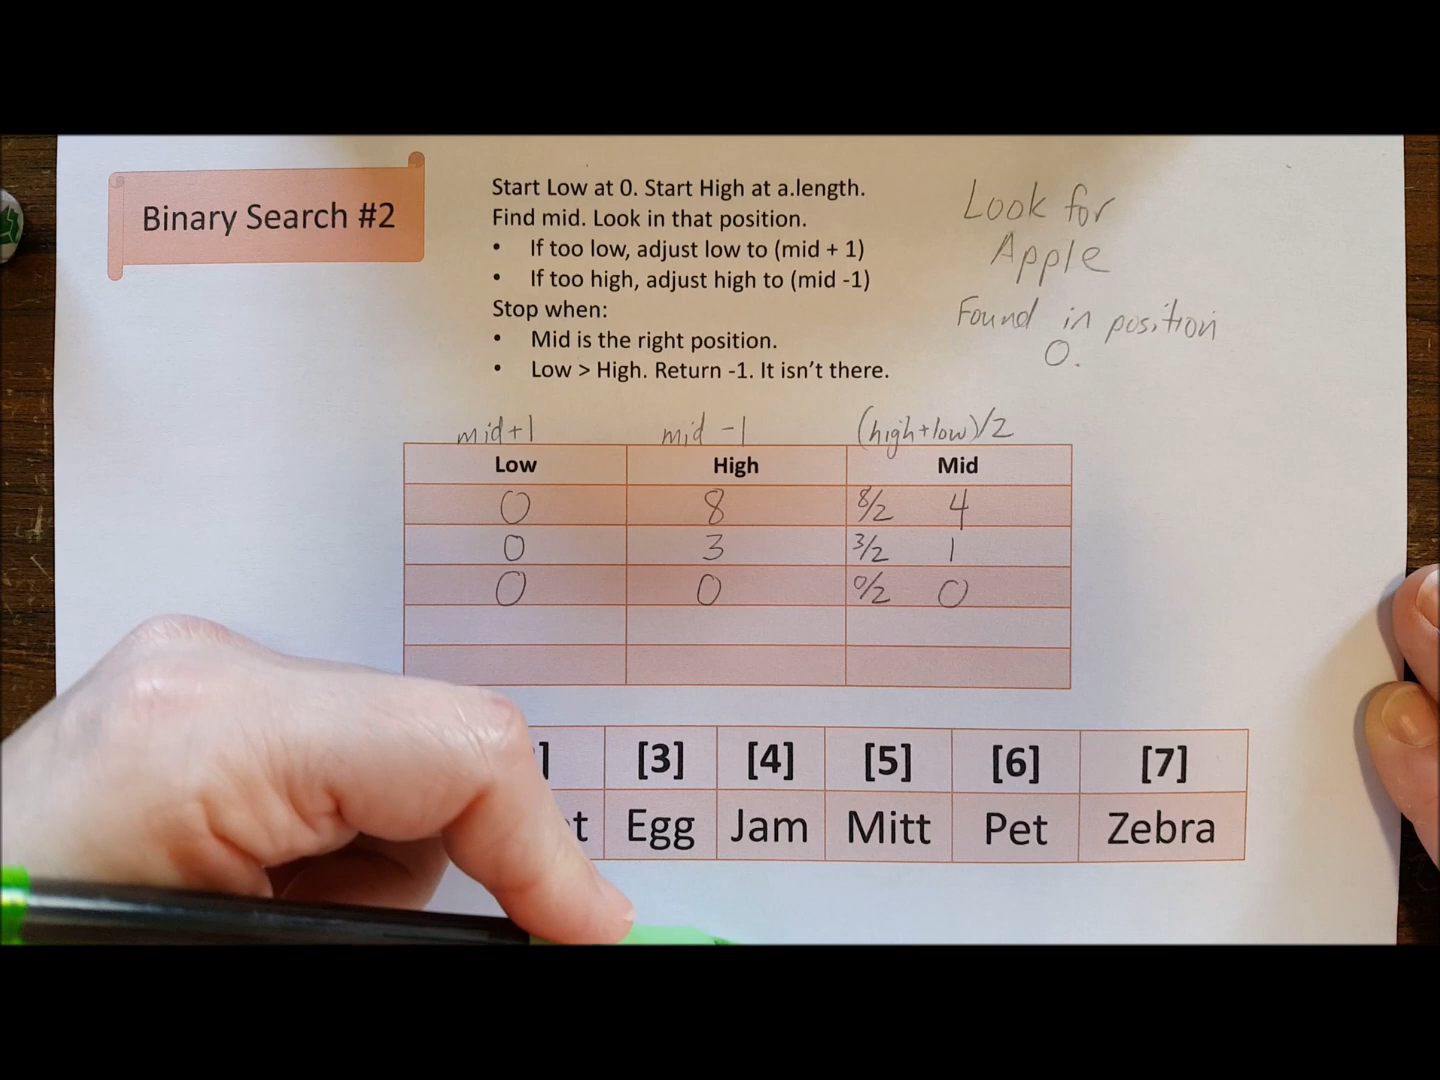 Binary Search #2
Start Low at 0. Start High at a.length.
Find mid. Look in that position.
• If too low, adjust low to (mid + 1)
• If too high, adjust high to (mid -1)
Stop when:
• Mid is the right position.
• Low > High. Return -1. It isn't there.
Look for
Apple
Found in position
0.
mid+1 mid -1 (high+low)/2
Low High Mid
0 8 8/2 4
0 3 3/2 1
0 0 0/2 0
] [3] [4] [5] [6] [7]
t Egg Jam Mitt Pet Zebra